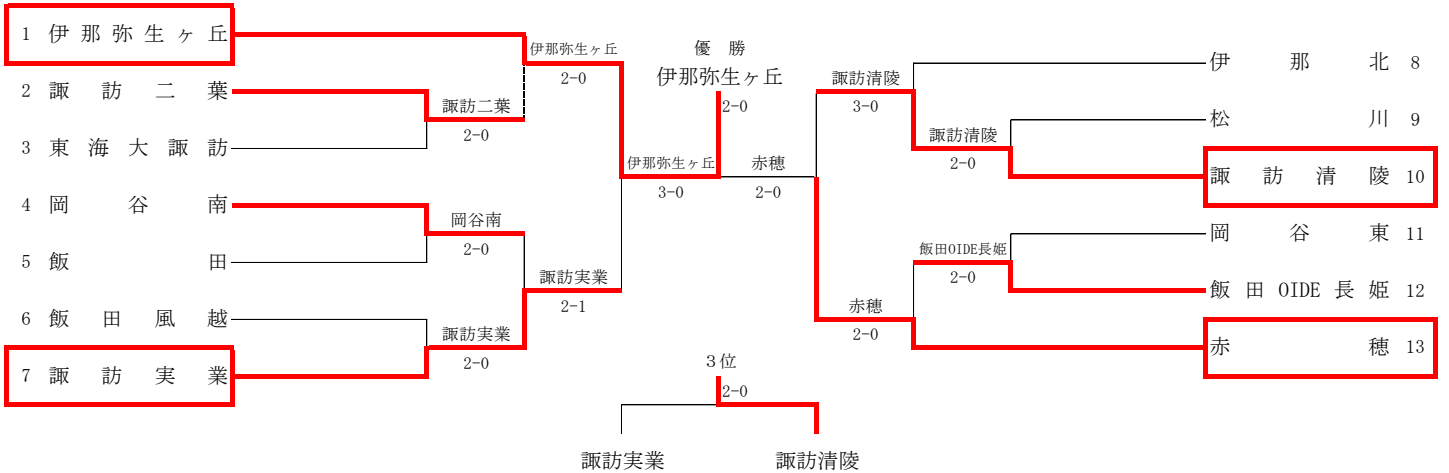 1 伊那弥生ヶ丘
2 諏訪二葉
3 東海大諏訪
4 岡谷南
5 飯田
6 飯田風越
7 諏訪実業
諏訪二葉
2-0
岡谷南
2-0
諏訪実業
2-0
伊那弥生ヶ丘
2-0
諏訪実業
2-1
伊那弥生ヶ丘
3-0
優勝
伊那弥生ヶ丘
2-0
赤穂
2-0
諏訪清陵
3-0
赤穂
2-0
諏訪清陵
2-0
飯田OIDE長姫
2-0
伊那北 8
松川 9
諏訪清陵 10
岡谷東 11
飯田OIDE長姫 12
赤穂 13
3位
2-0
諏訪実業
諏訪清陵